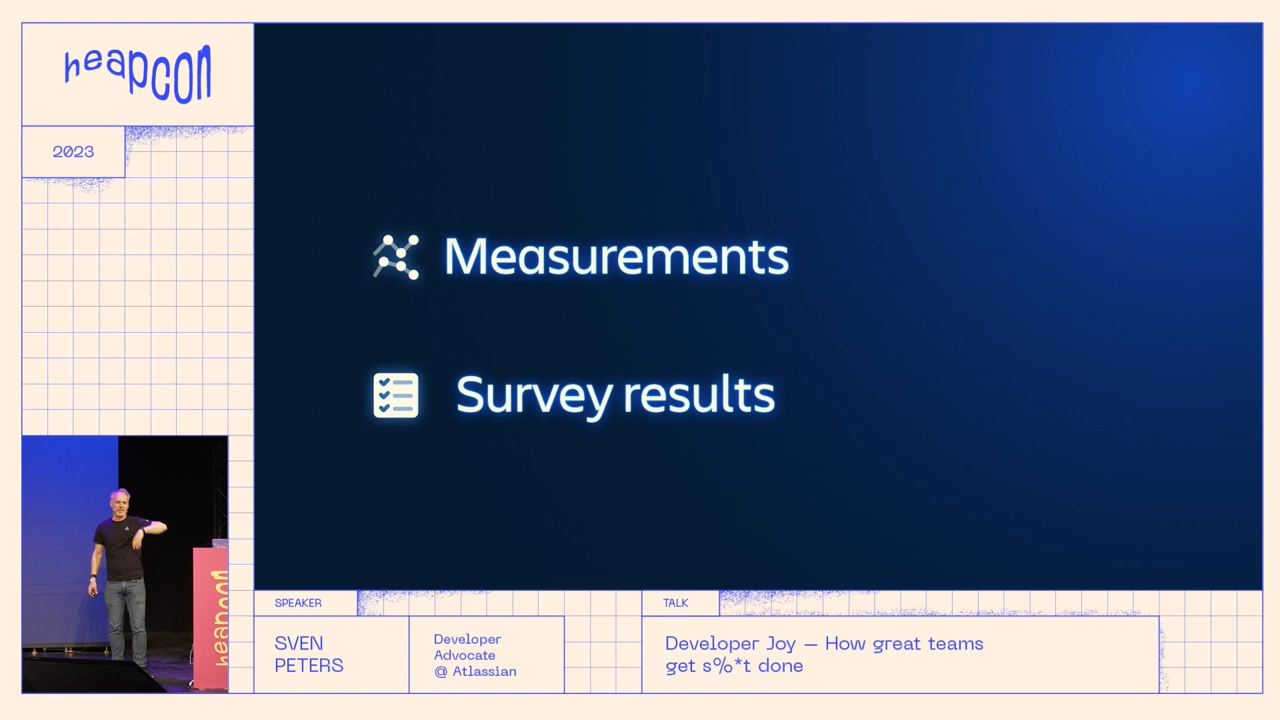 heapcon
2023
Measurements
Survey results
heapcon
SPEAKER
SVEN
PETERS
Developer
Advocate
@ Atlassian
TALK
Developer Joy — How great teams
get s%*t done